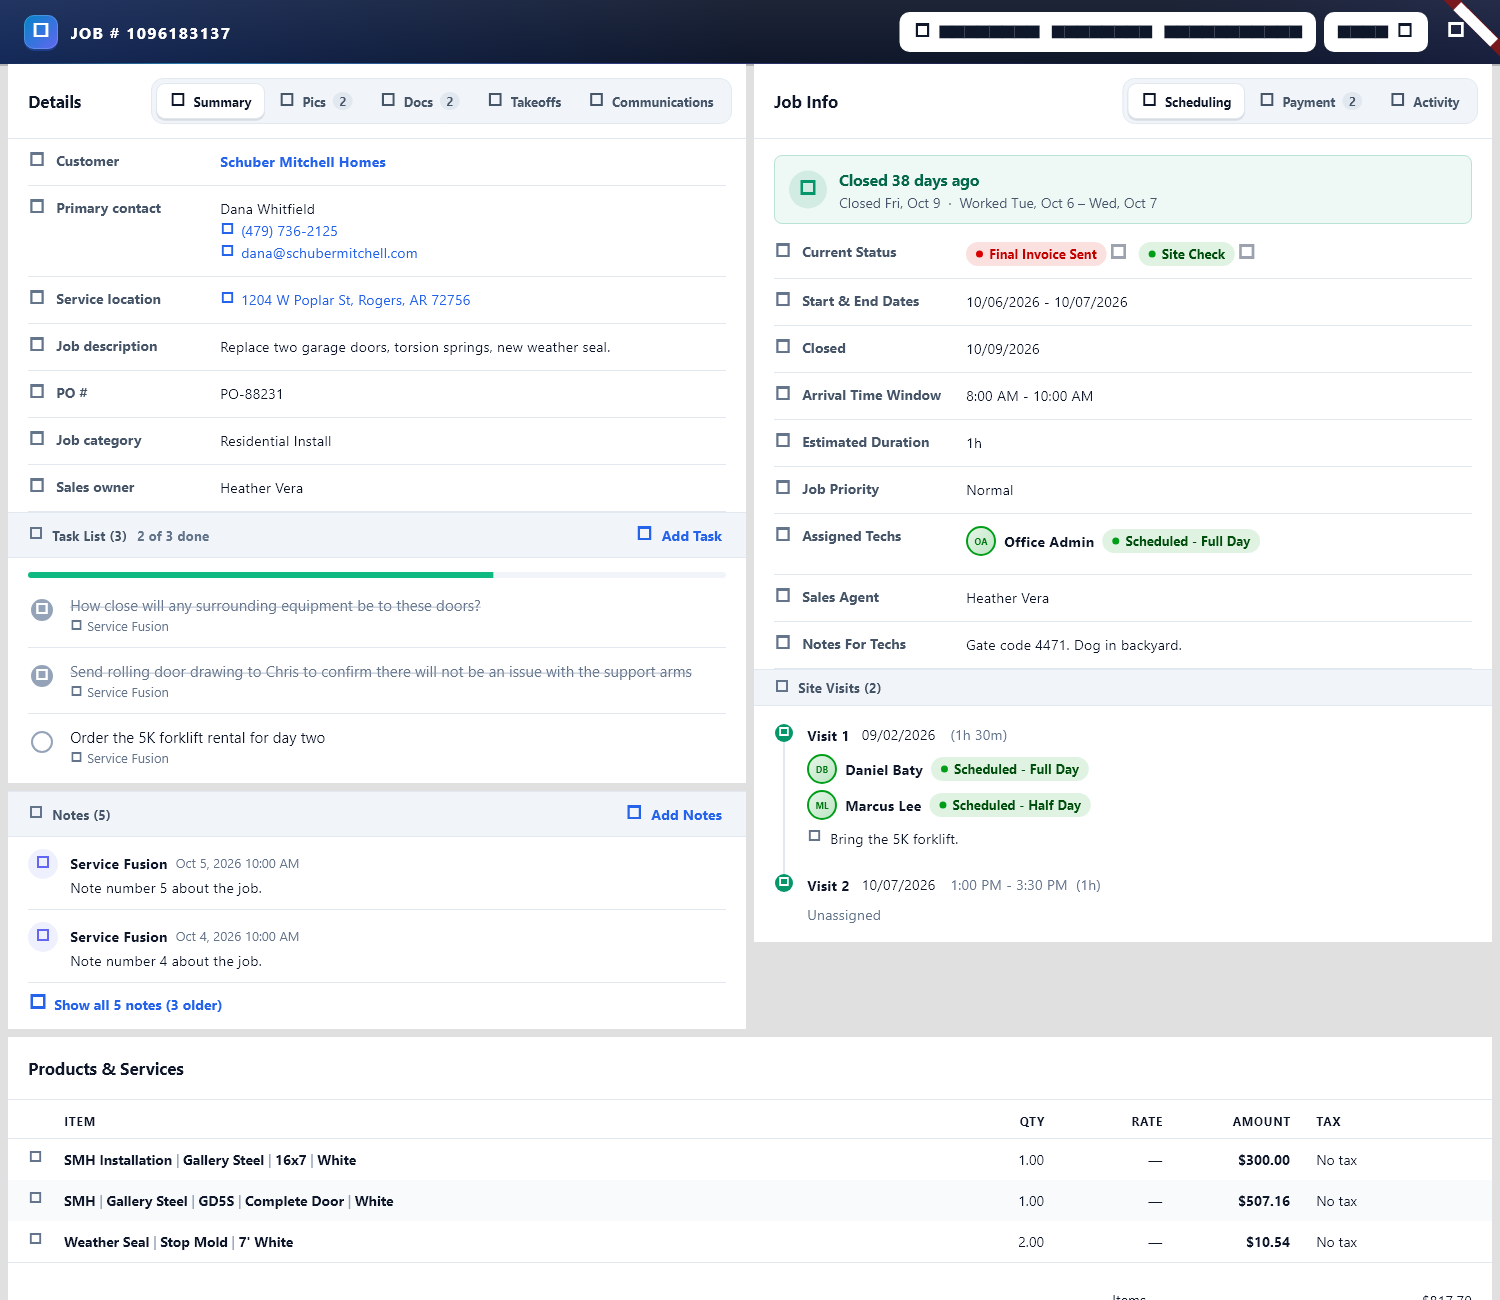 JOB # 1096183137
Details
Summary
Pics 2
Docs 2
Takeoffs
Communications
Customer
Schuber Mitchell Homes
Primary contact
Dana Whitfield
(479) 736-2125
dana@schubermitchell.com
Service location
1204 W Poplar St, Rogers, AR 72756
Job description
Replace two garage doors, torsion springs, new weather seal.
PO #
PO-88231
Job category
Residential Install
Sales owner
Heather Vera
Task List (3) 2 of 3 done
Add Task
How close will any surrounding equipment be to these doors?
Service Fusion
Send rolling door drawing to Chris to confirm there will not be an issue with the support arms
Service Fusion
Order the 5K forklift rental for day two
Service Fusion
Notes (5)
Add Notes
Service Fusion Oct 5, 2026 10:00 AM
Note number 5 about the job.
Service Fusion Oct 4, 2026 10:00 AM
Note number 4 about the job.
Show all 5 notes (3 older)
Job Info
Scheduling
Payment 2
Activity
Closed 38 days ago
Closed Fri, Oct 9 · Worked Tue, Oct 6 – Wed, Oct 7
Current Status
Final Invoice Sent
Site Check
Start & End Dates
10/06/2026 - 10/07/2026
Closed
10/09/2026
Arrival Time Window
8:00 AM - 10:00 AM
Estimated Duration
1h
Job Priority
Normal
Assigned Techs
OA Office Admin Scheduled - Full Day
Sales Agent
Heather Vera
Notes For Techs
Gate code 4471. Dog in backyard.
Site Visits (2)
Visit 1 09/02/2026 (1h 30m)
DB Daniel Baty Scheduled - Full Day
ML Marcus Lee Scheduled - Half Day
Bring the 5K forklift.
Visit 2 10/07/2026 1:00 PM - 3:30 PM (1h)
Unassigned
Products & Services
ITEM QTY RATE AMOUNT TAX
SMH Installation | Gallery Steel | 16x7 | White 1.00 — $300.00 No tax
SMH | Gallery Steel | GD5S | Complete Door | White 1.00 — $507.16 No tax
Weather Seal | Stop Mold | 7' White 2.00 — $10.54 No tax
Items $817.70